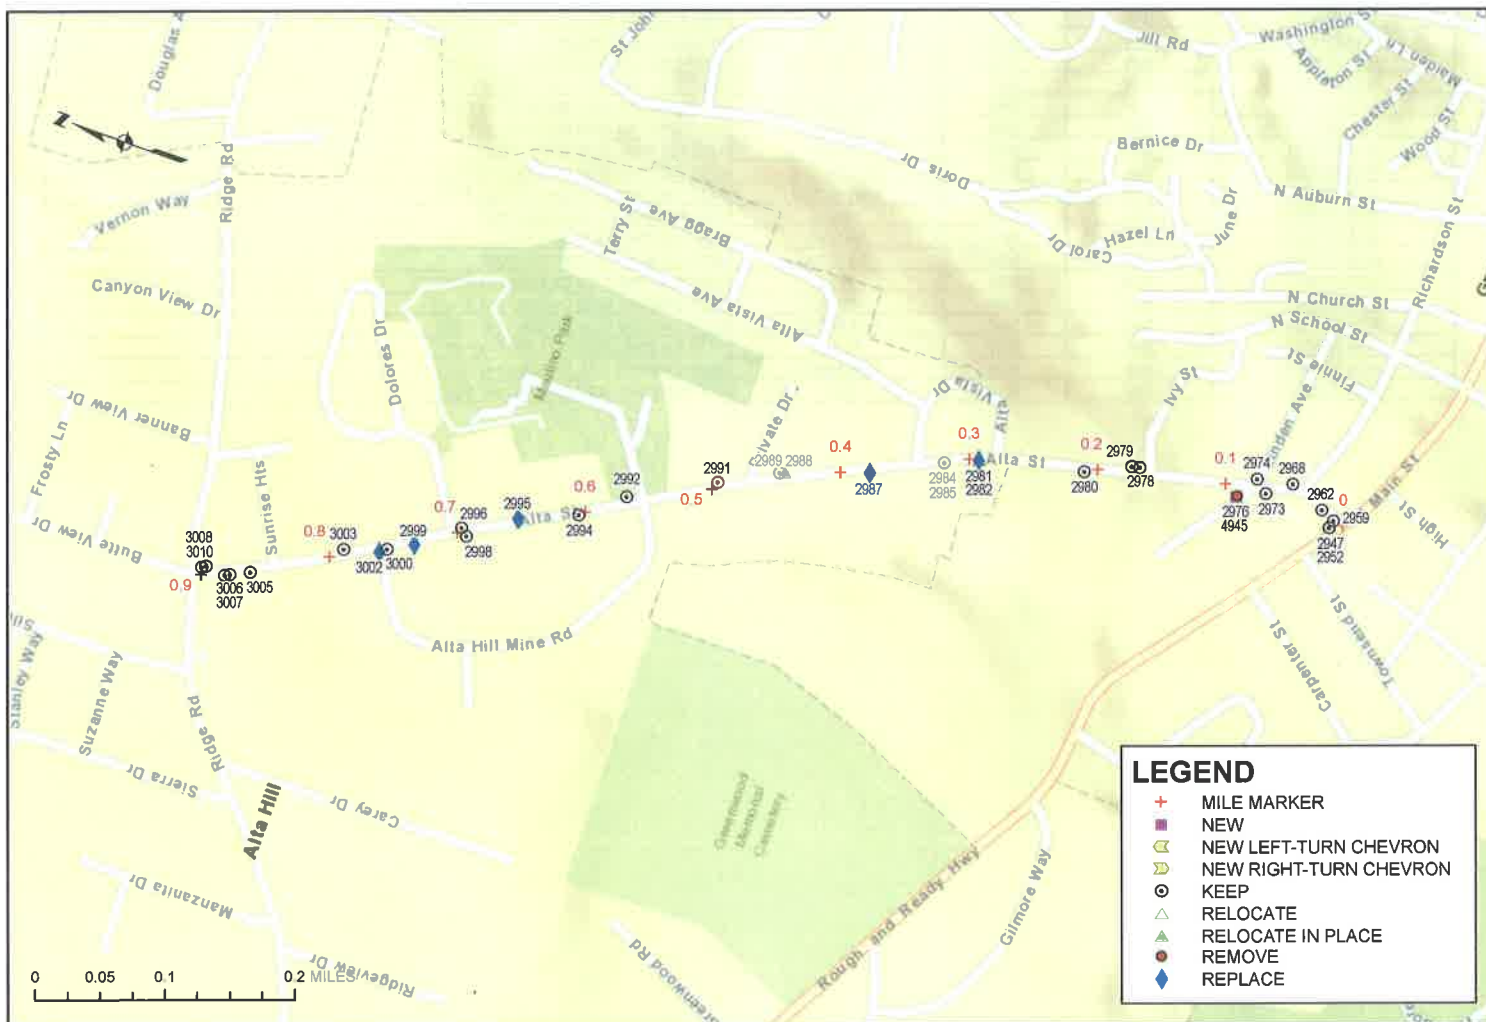 Douglas A
St John
Jill Rd
Washington S
Appleton St
Maiden Ln
Chester St
Wood St
Bernice Dr
Doris Dr
N Auburn St
June Dr
Hazel Ln
Carol Dr
Richardson St
N Church St
N School St
Finnie St
Ridge Rd
Vernon Way
Canyon View Dr
Terry St
Bragg Ave
Alta Vista Ave
Dolores Dr
Banner View Dr
Frosty Ln
Butte View Dr
Sunrise Hts
Private Dr
Vista Dr
Alta
Ivy St
Main St
High St
Alta St
Alta St
0.9
0.8
0.7
0.6
0.5
0.4
0.3
0.2
0.1
0
3008
3010
3006
3007
3005
3003
3002
3000
2999
2996
2998
2995
2994
2992
2991
2989 2988
2987
2984
2985
2981
2982
2980
2979
2978
2976
4945
2974
2973
2968
2962
2959
2947
2952
Alta Hill Mine Rd
Townsend St
Carpenter St
Stanley Way
Suzanne Way
Ridge Rd
Sierra Dr
Carey Dr
Alta Hill
Manzanita Dr
Ridgeview Dr
Greenwood
Memorial
Cemetery
Rough and Ready Hwy
Gilmore Way
reenwood Rd
0 0.05 0.1 0.2 MILES
LEGEND
MILE MARKER
NEW
NEW LEFT-TURN CHEVRON
NEW RIGHT-TURN CHEVRON
KEEP
RELOCATE
RELOCATE IN PLACE
REMOVE
REPLACE